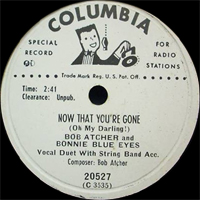 COLUMBIA
SPECIAL RECORD
FOR RADIO STATIONS
Trade Mark Reg. U.S. Pat. Off.
Time: 2:41
Clearance: Unpub.
NOW THAT YOU'RE GONE
(Oh My Darling!)
BOB ATCHER and
BONNIE BLUE EYES
Vocal Duet With String Band Acc.
Composer: Bob Atcher
20527
(C 3535)